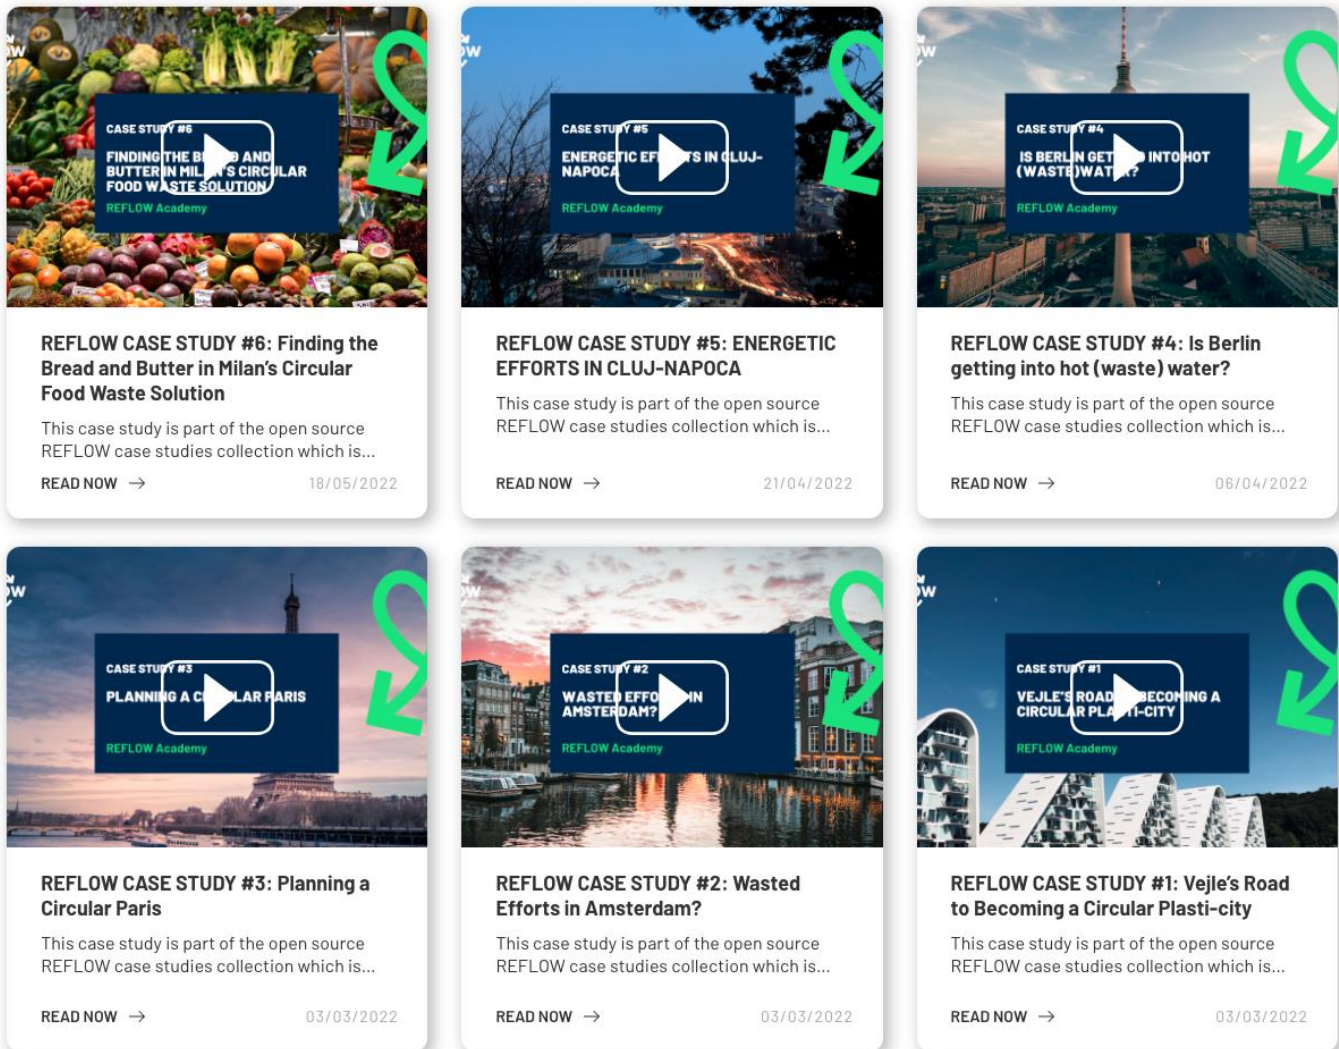 CASE STUDY #6
FINDING THE AND
BUTTER IN MILAN'S CIRCULAR
FOOD WASTE SOLUTION
REFLOW Academy
REFLOW CASE STUDY #6: Finding the
Bread and Butter in Milan’s Circular
Food Waste Solution
This case study is part of the open source
REFLOW case studies collection which is...
READ NOW →
18/05/2022
CASE STUDY #5
ENERGETIC EFFORTS IN CLUJ-
NAPOCA
REFLOW Academy
REFLOW CASE STUDY #5: ENERGETIC
EFFORTS IN CLUJ-NAPOCA
This case study is part of the open source
REFLOW case studies collection which is...
READ NOW →
21/04/2022
CASE STUDY #4
IS BERLIN INTO HOT
(WASTE)WATER?
REFLOW Academy
REFLOW CASE STUDY #4: Is Berlin
getting into hot (waste) water?
This case study is part of the open source
REFLOW case studies collection which is...
READ NOW →
06/04/2022
CASE STUDY #3
PLANNING A CIRCULAR PARIS
REFLOW Academy
REFLOW CASE STUDY #3: Planning a
Circular Paris
This case study is part of the open source
REFLOW case studies collection which is...
READ NOW →
03/03/2022
CASE STUDY #2
WASTED EFFORTS IN
AMSTERDAM?
REFLOW Academy
REFLOW CASE STUDY #2: Wasted
Efforts in Amsterdam?
This case study is part of the open source
REFLOW case studies collection which is...
READ NOW →
03/03/2022
CASE STUDY #1
VEJLE'S ROAD BECOMING A
CIRCULAR PLASTI-CITY
REFLOW Academy
REFLOW CASE STUDY #1: Vejle’s Road
to Becoming a Circular Plasti-city
This case study is part of the open source
REFLOW case studies collection which is...
READ NOW →
03/03/2022